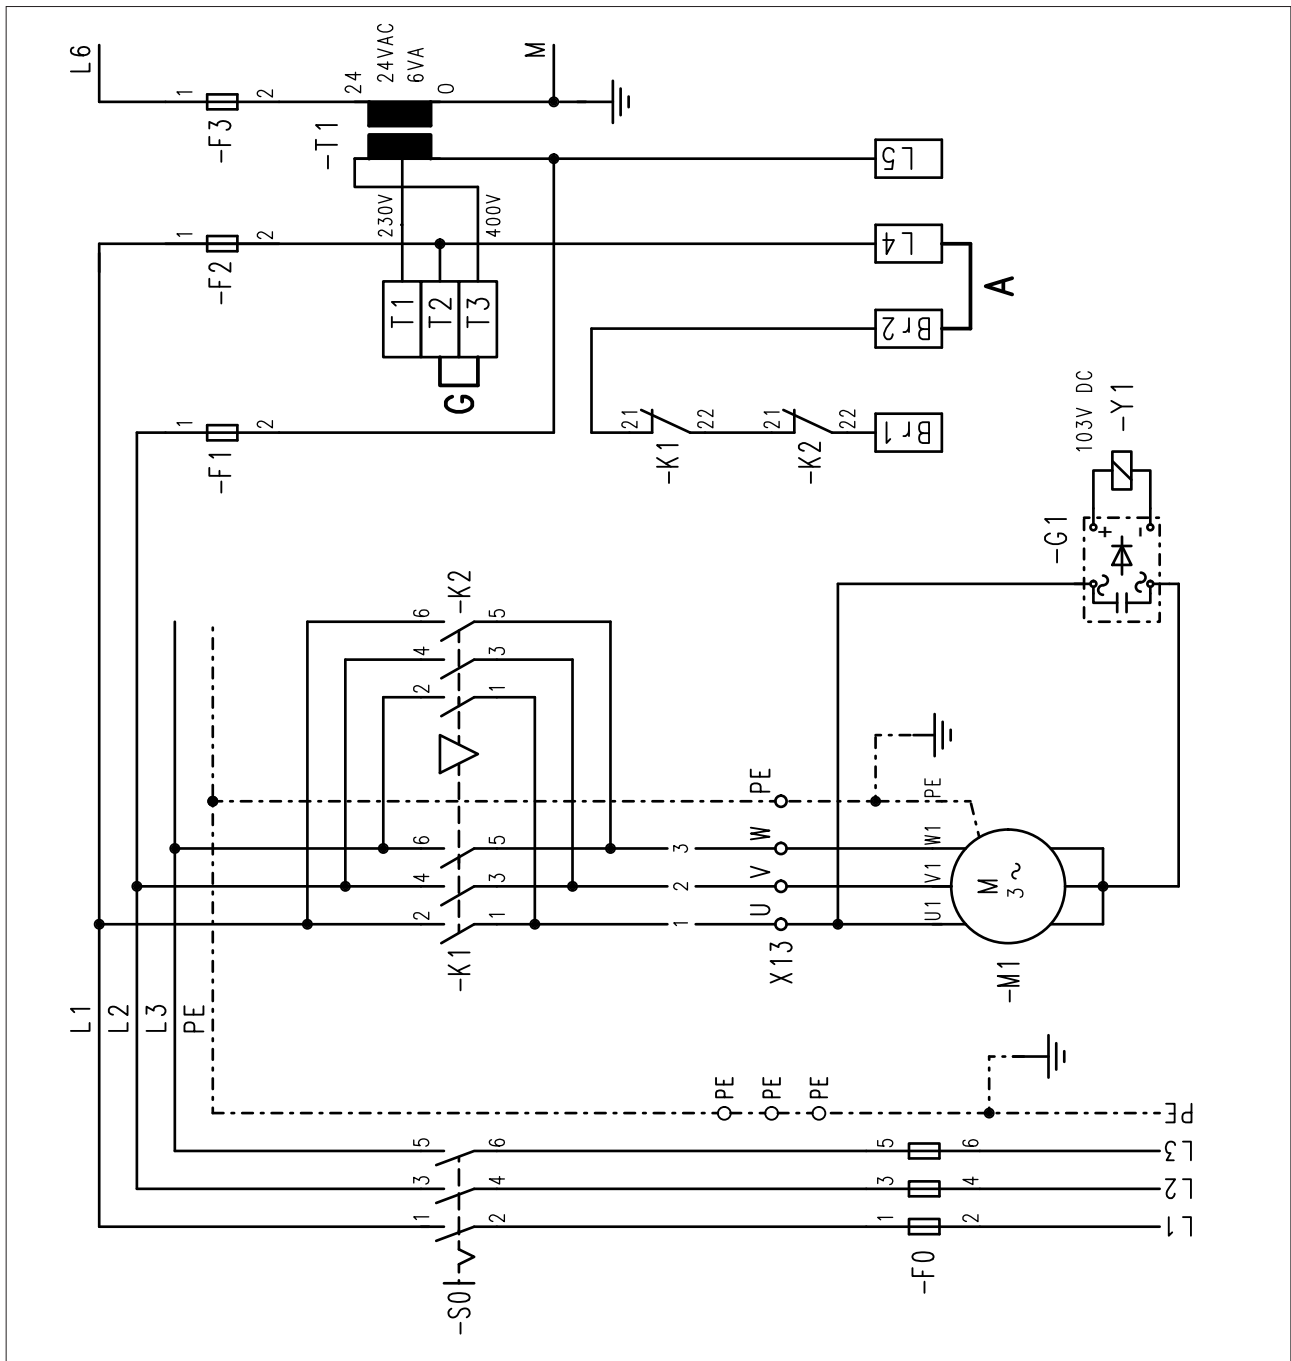 L6
1
2
-F3
24
24VAC
6VA
0
-T1
M
L5
1
2
-F2
230V
400V
L4
T1
T2
T3
G
A
Br2
1
2
-F1
21
22
-K1
21
22
-K2
Br1
103V DC
-Y1
-G1
+
-
6
5
4
3
2
1
-K2
PE
PE
6
5
3
W
W1
4
3
2
V
V1
2
1
1
U
U1
-K1
X13
M
3~
-M1
L1
L2
L3
PE
PE
PE
PE
PE
5
6
5
6
L3
3
4
3
4
L2
1
2
1
2
L1
-S0
-F0